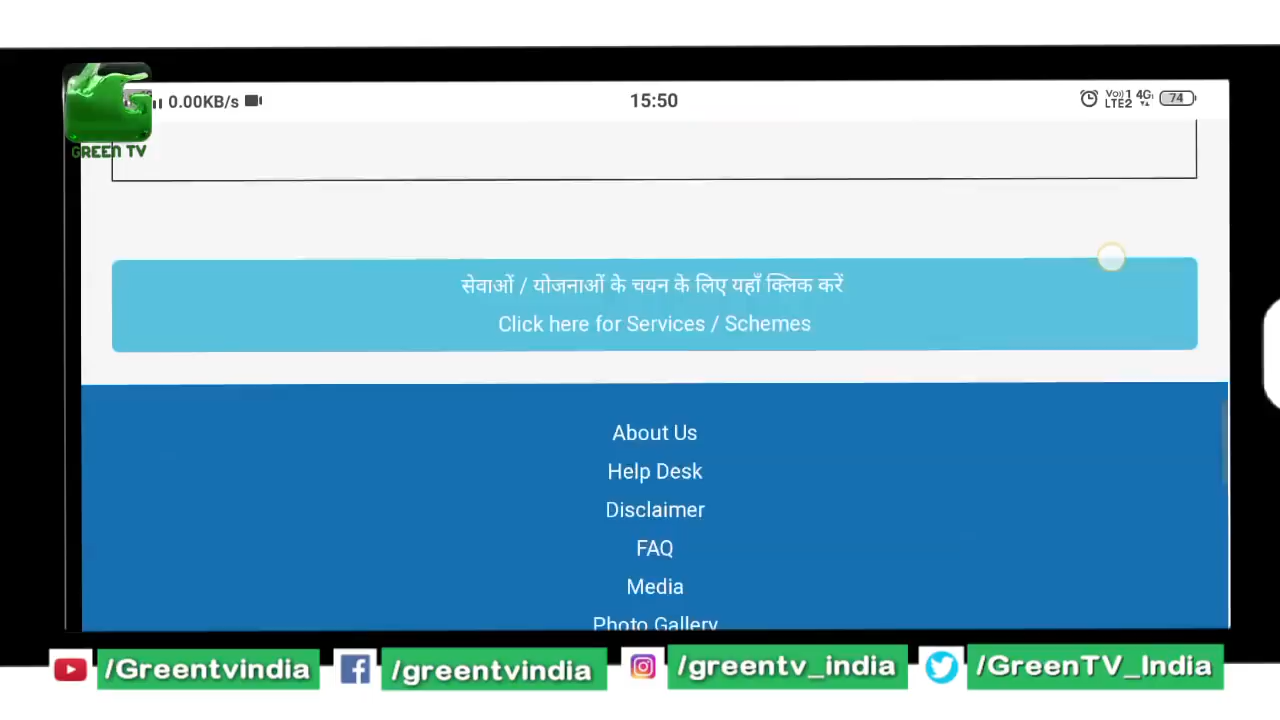 GREEN TV
0.00KB/s
15:50
Vo)) 1 4G
LTE2
74
सेवाओं / योजनाओं के चयन के लिए यहाँ क्लिक करें
Click here for Services / Schemes
About Us
Help Desk
Disclaimer
FAQ
Media
Photo Gallery
/Greentvindia
/greentvindia
/greentv_india
/GreenTV_India